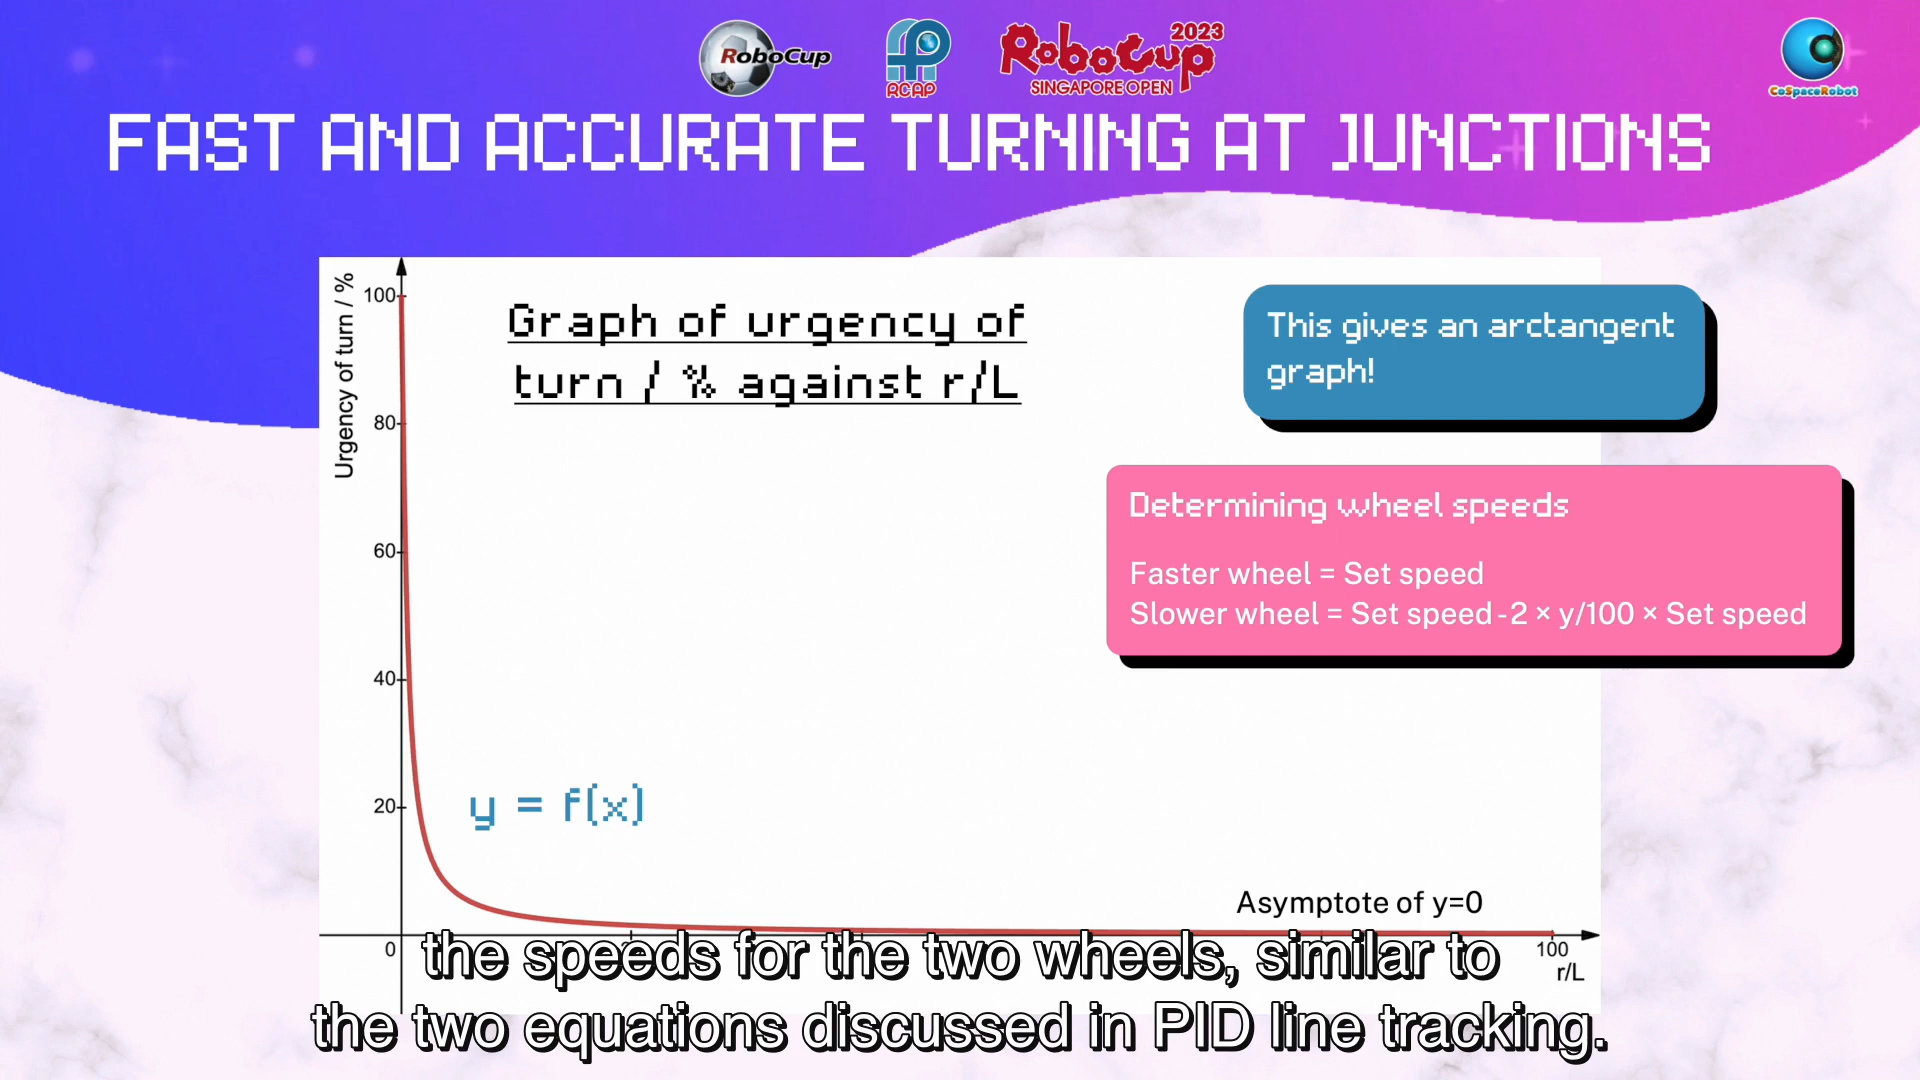 RoboCup
RCAP
RoboCup 2023
SINGAPORE OPEN
CoSpaceRobot
FAST AND ACCURATE TURNING AT JUNCTIONS
Urgency of turn / %
100
80
60
40
20
0
Graph of urgency of
turn / % against r/L
This gives an arctangent
graph!
Determining wheel speeds
Faster wheel = Set speed
Slower wheel = Set speed - 2 × y/100 × Set speed
y = f(x)
Asymptote of y=0
100
r/L
the speeds for the two wheels, similar to
the two equations discussed in PID line tracking.